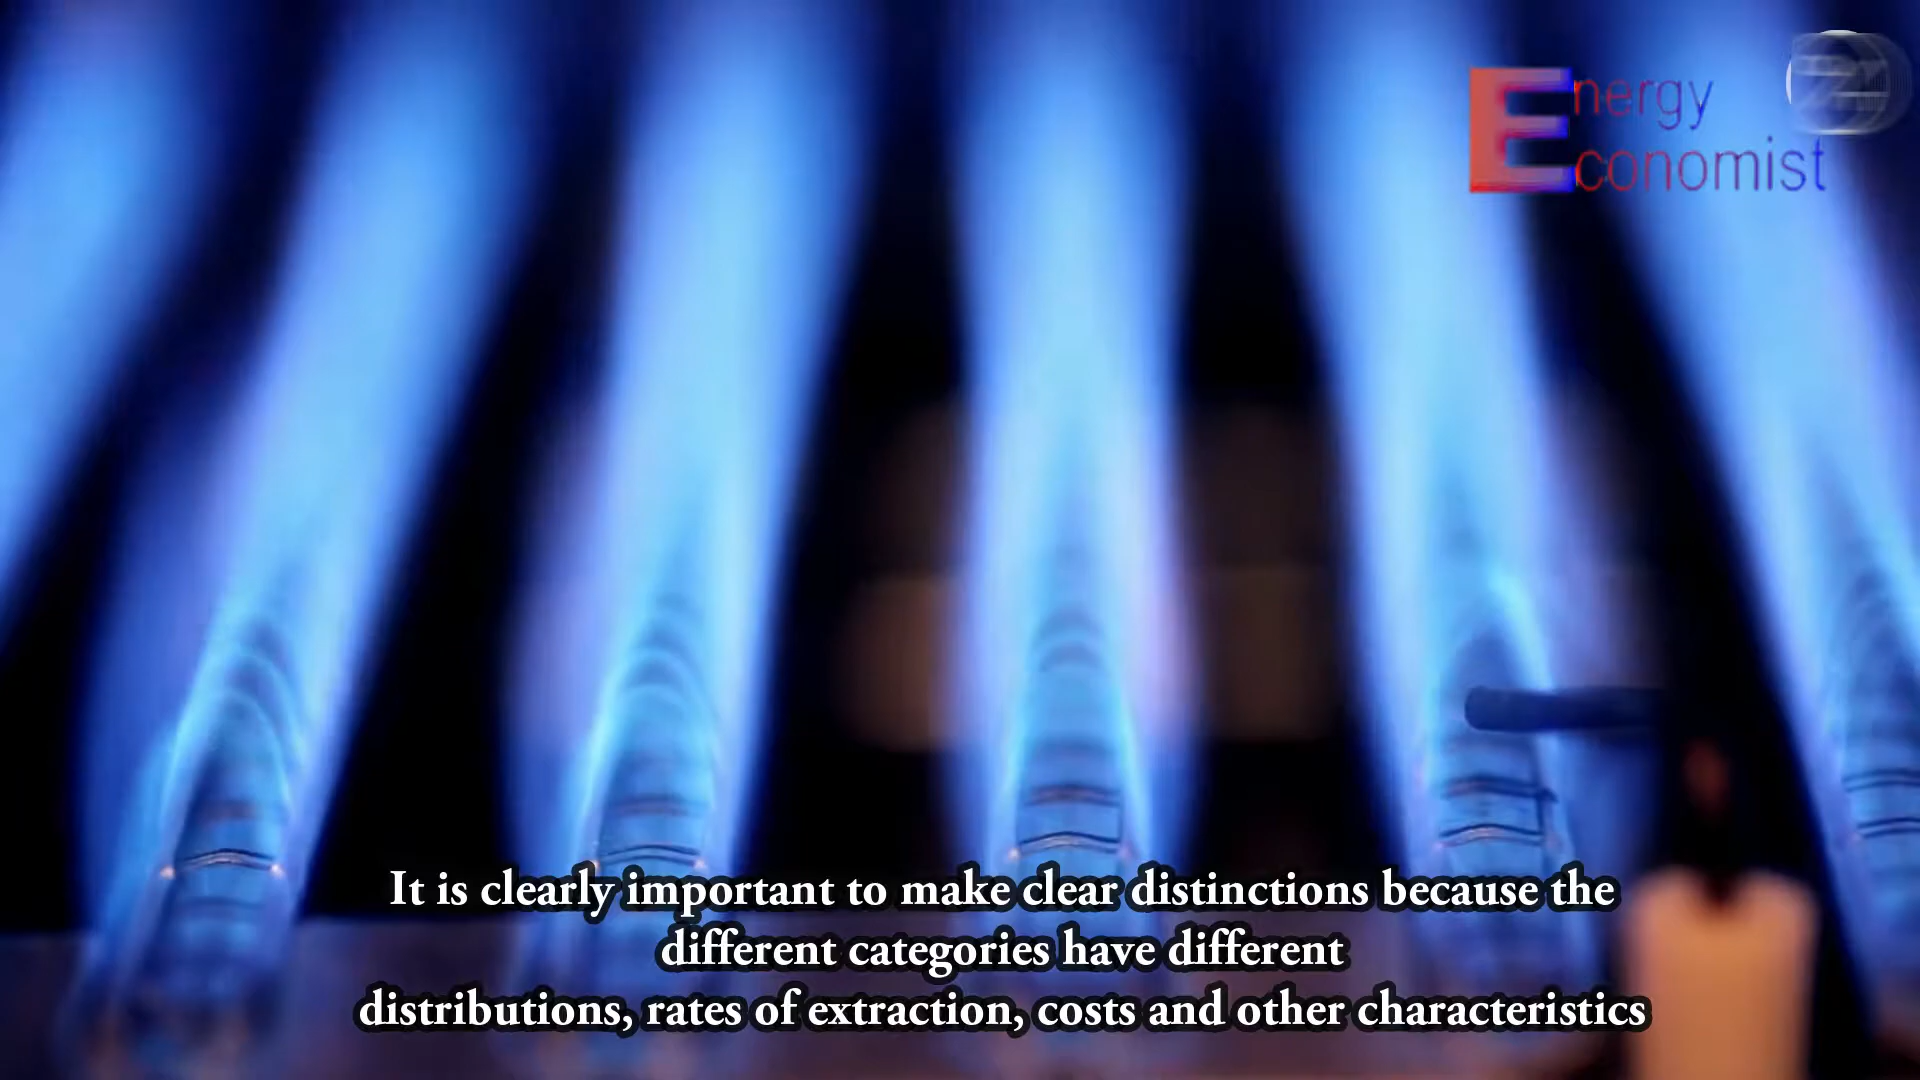 Energy
Economist
It is clearly important to make clear distinctions because the
different categories have different
distributions, rates of extraction, costs and other characteristics